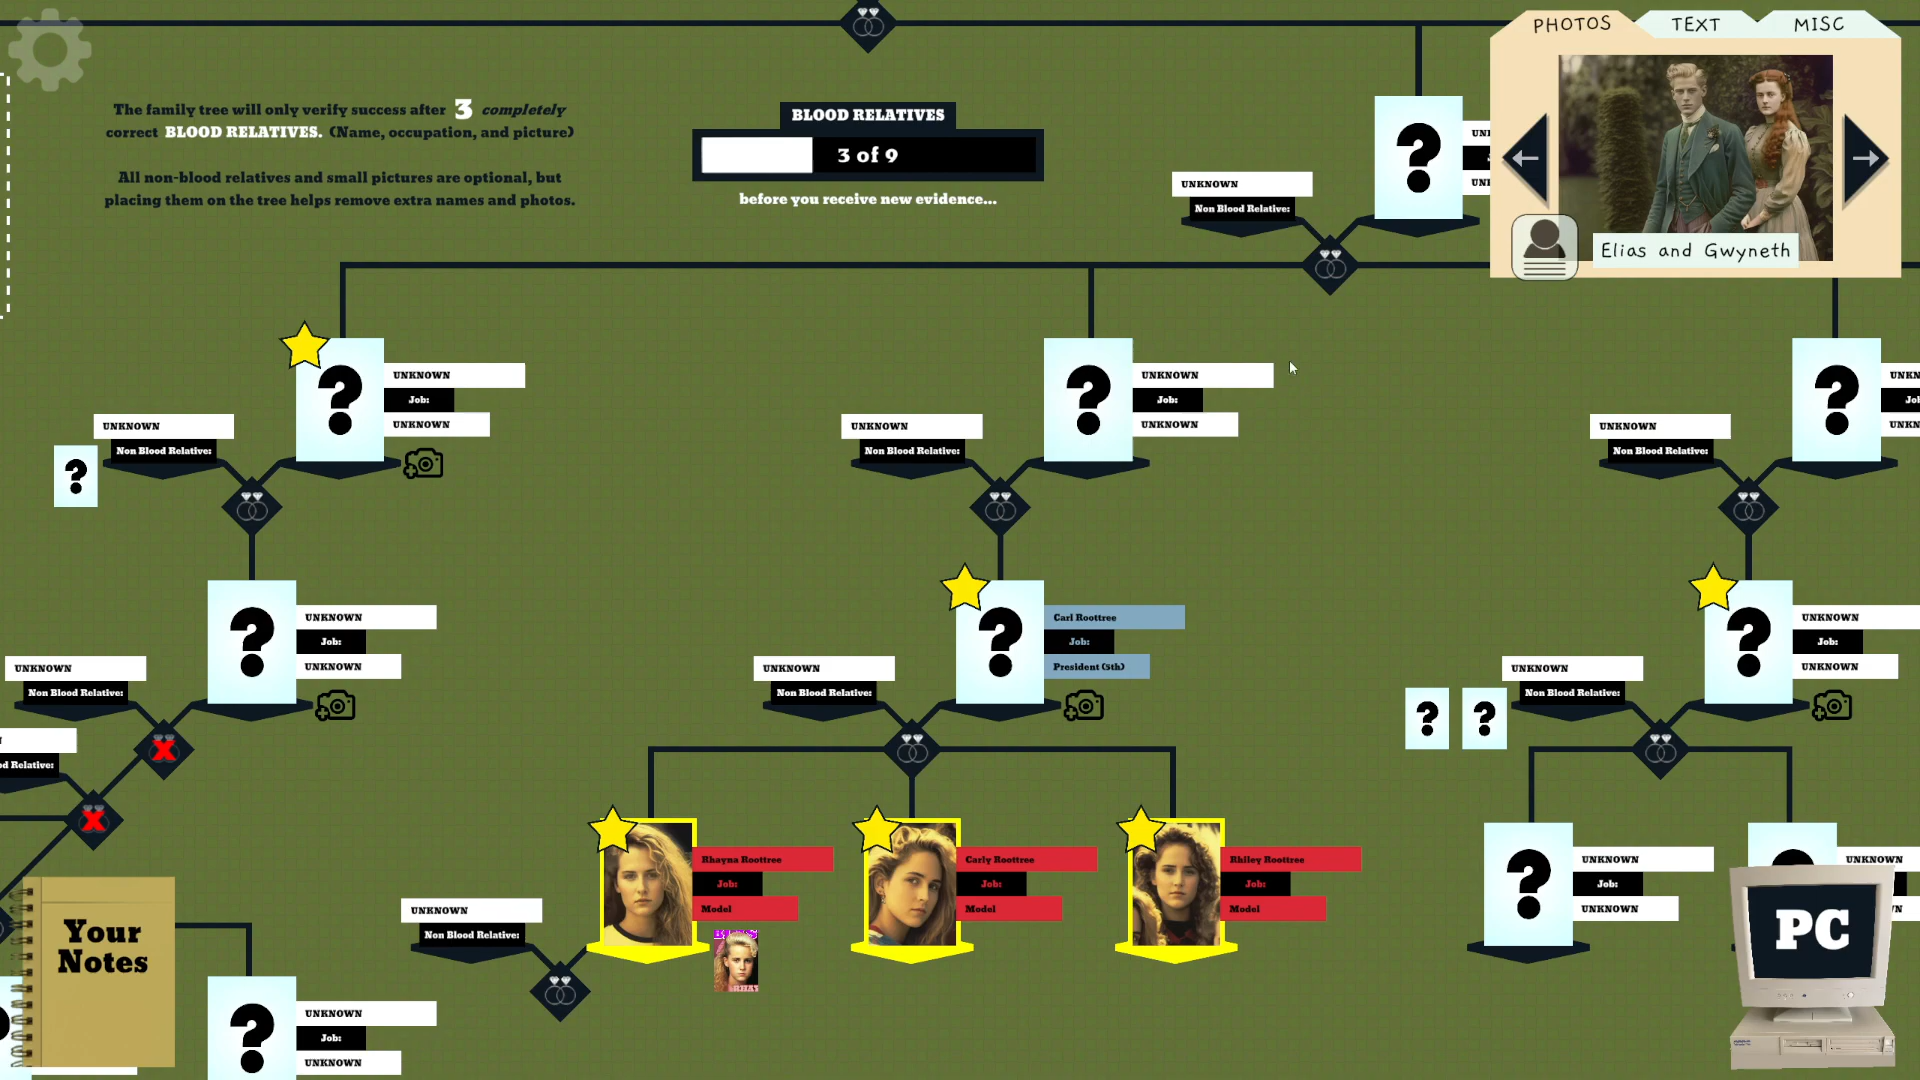 PHOTOS
TEXT
MISC
Elias and Gwyneth
The family tree will only verify success after 3 completely
correct BLOOD RELATIVES. (Name, occupation, and picture)
All non-blood relatives and small pictures are optional, but
placing them on the tree helps remove extra names and photos.
BLOOD RELATIVES
3 of 9
before you receive new evidence...
UNKNOWN
Non Blood Relative:
UNKNOWN
Job:
UNKNOWN
UNKNOWN
Non Blood Relative:
UNKNOWN
Job:
UNKNOWN
UNKNOWN
Non Blood Relative:
UNKNOWN
Non Blood Relative:
UNKNOWN
Job:
UNKNOWN
UNKNOWN
Non Blood Relative:
Carl Roottree
Job:
President (5th)
UNKNOWN
Non Blood Relative:
UNKNOWN
Job:
UNKNOWN
UNKNOWN
Non Blood Relative:
Relative:
Rhayna Roottree
Job:
Model
Carly Roottree
Job:
Model
Rhiley Roottree
Job:
Model
UNKNOWN
Job:
UNKNOWN
UNKNOWN
UNKNOWN
Non Blood Relative:
Your
Notes
UNKNOWN
Job:
UNKNOWN
PC